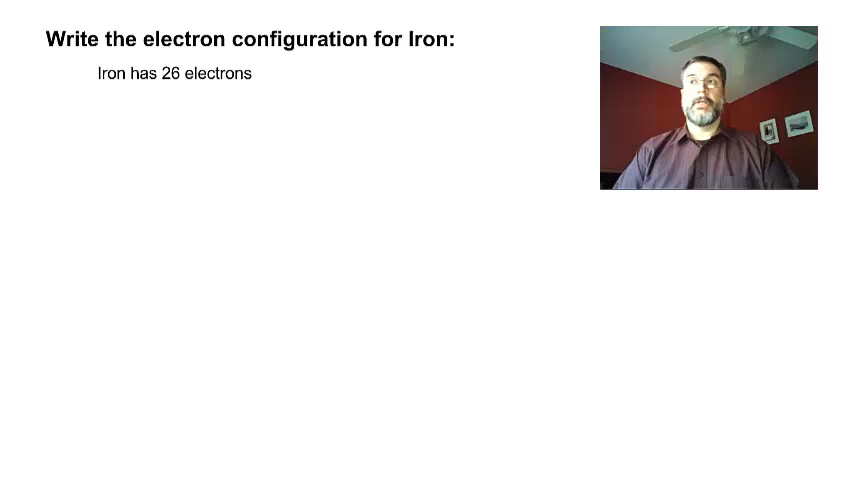 Write the electron configuration for Iron:
Iron has 26 electrons